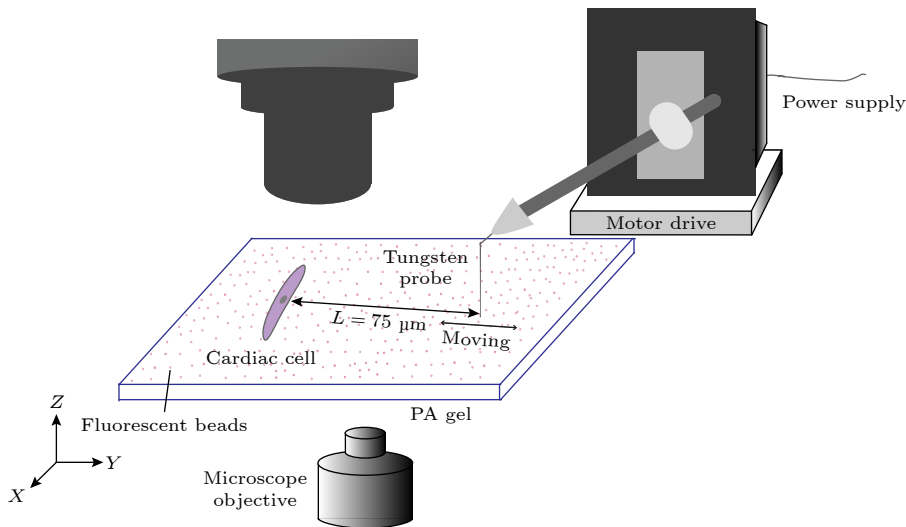 Power supply
Motor drive
Tungsten
probe
L = 75 μm
Moving
Cardiac cell
PA gel
Fluorescent beads
Z
Y
X
Microscope
objective